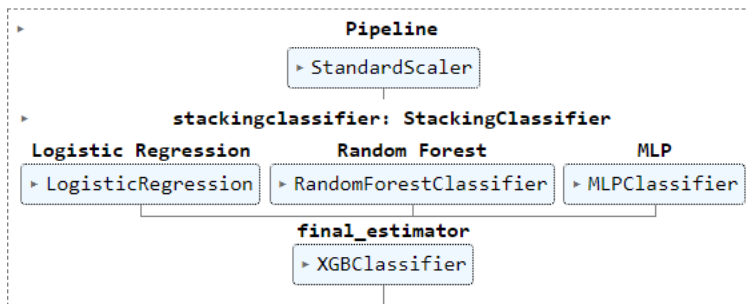 Pipeline
StandardScaler
stackingclassifier: StackingClassifier
Logistic Regression Random Forest MLP
LogisticRegression RandomForestClassifier MLPClassifier
final_estimator
XGBClassifier